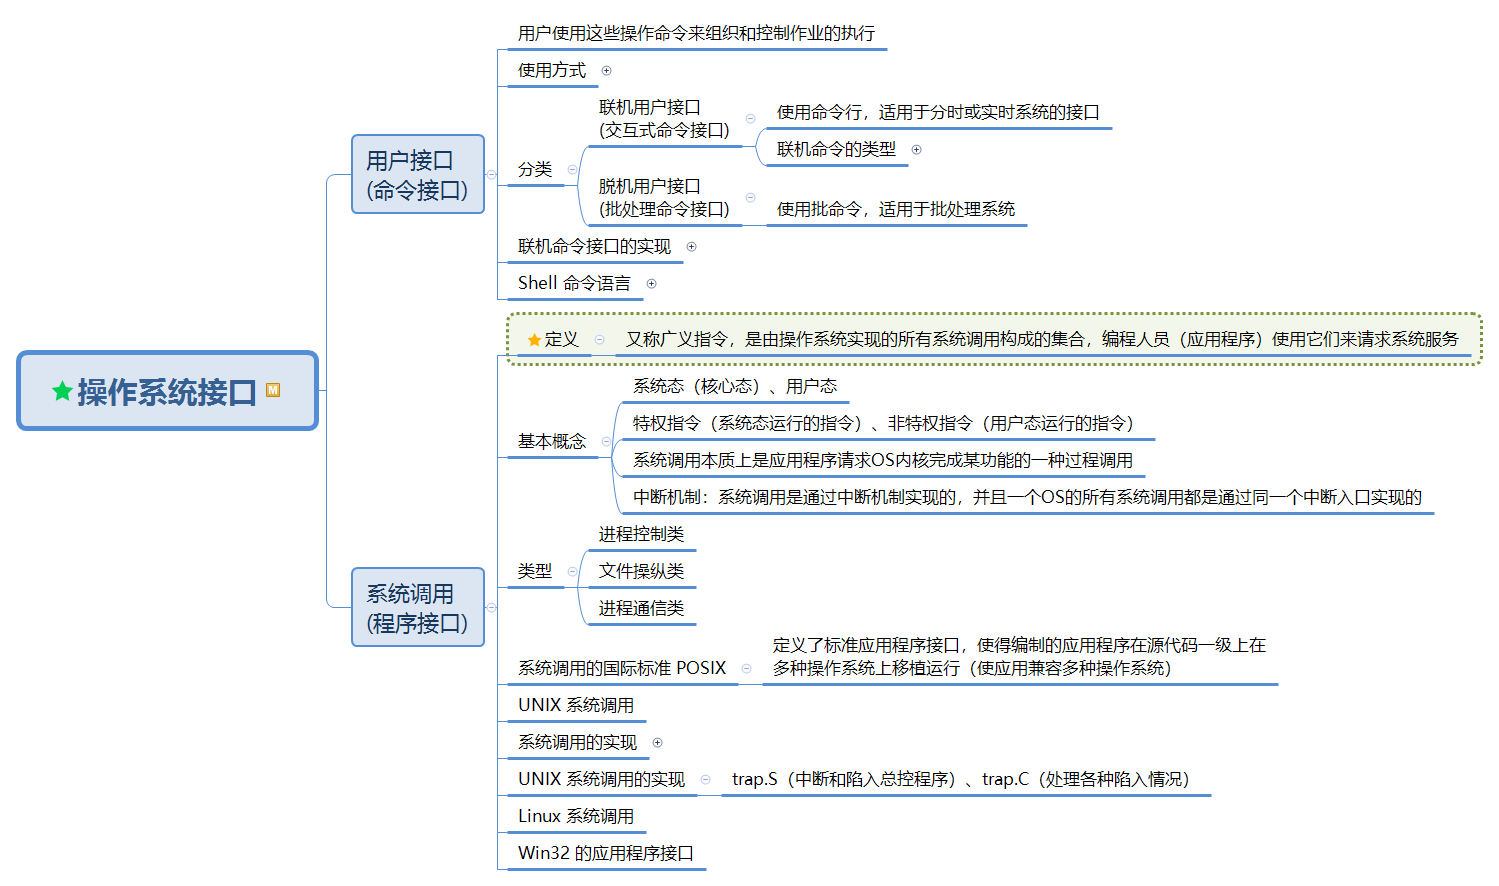 操作系统接口
M
用户接口
(命令接口)
用户使用这些操作命令来组织和控制作业的执行
使用方式
分类
联机用户接口
(交互式命令接口)
使用命令行，适用于分时或实时系统的接口
联机命令的类型
脱机用户接口
(批处理命令接口)
使用批命令，适用于批处理系统
联机命令接口的实现
Shell 命令语言
系统调用
(程序接口)
定义
又称广义指令，是由操作系统实现的所有系统调用构成的集合，编程人员（应用程序）使用它们来请求系统服务
基本概念
系统态（核心态）、用户态
特权指令（系统态运行的指令）、非特权指令（用户态运行的指令）
系统调用本质上是应用程序请求OS内核完成某功能的一种过程调用
中断机制：系统调用是通过中断机制实现的，并且一个OS的所有系统调用都是通过同一个中断入口实现的
类型
进程控制类
文件操纵类
进程通信类
系统调用的国际标准 POSIX
定义了标准应用程序接口，使得编制的应用程序在源代码一级上在
多种操作系统上移植运行（使应用兼容多种操作系统）
UNIX 系统调用
系统调用的实现
UNIX 系统调用的实现
trap.S（中断和陷入总控程序）、trap.C（处理各种陷入情况）
Linux 系统调用
Win32 的应用程序接口